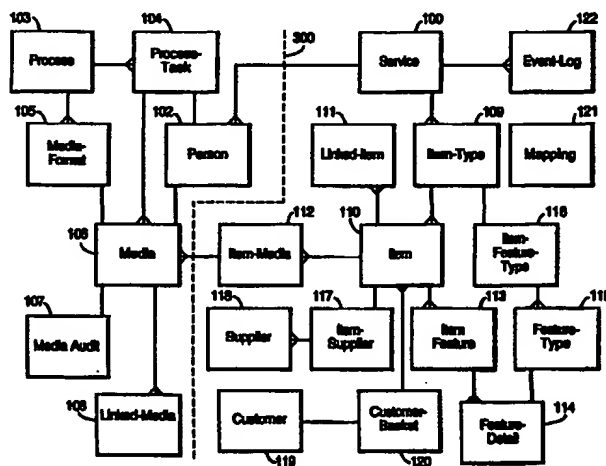 103
104
300
100
122
Process
Process-
Task
Service
Event-Log
105
102
111
109
121
Media-
Format
Person
Linked-Item
Item-Type
Mapping
106
112
110
116
Media
Item-Media
Item
Item-
Feature-
Type
107
118
117
113
115
Media Audit
Supplier
Item-
Supplier
Item
Feature
Feature-
Type
108
Linked-Media
Customer
Customer-
Basket
Feature-
Detail
114
119
120